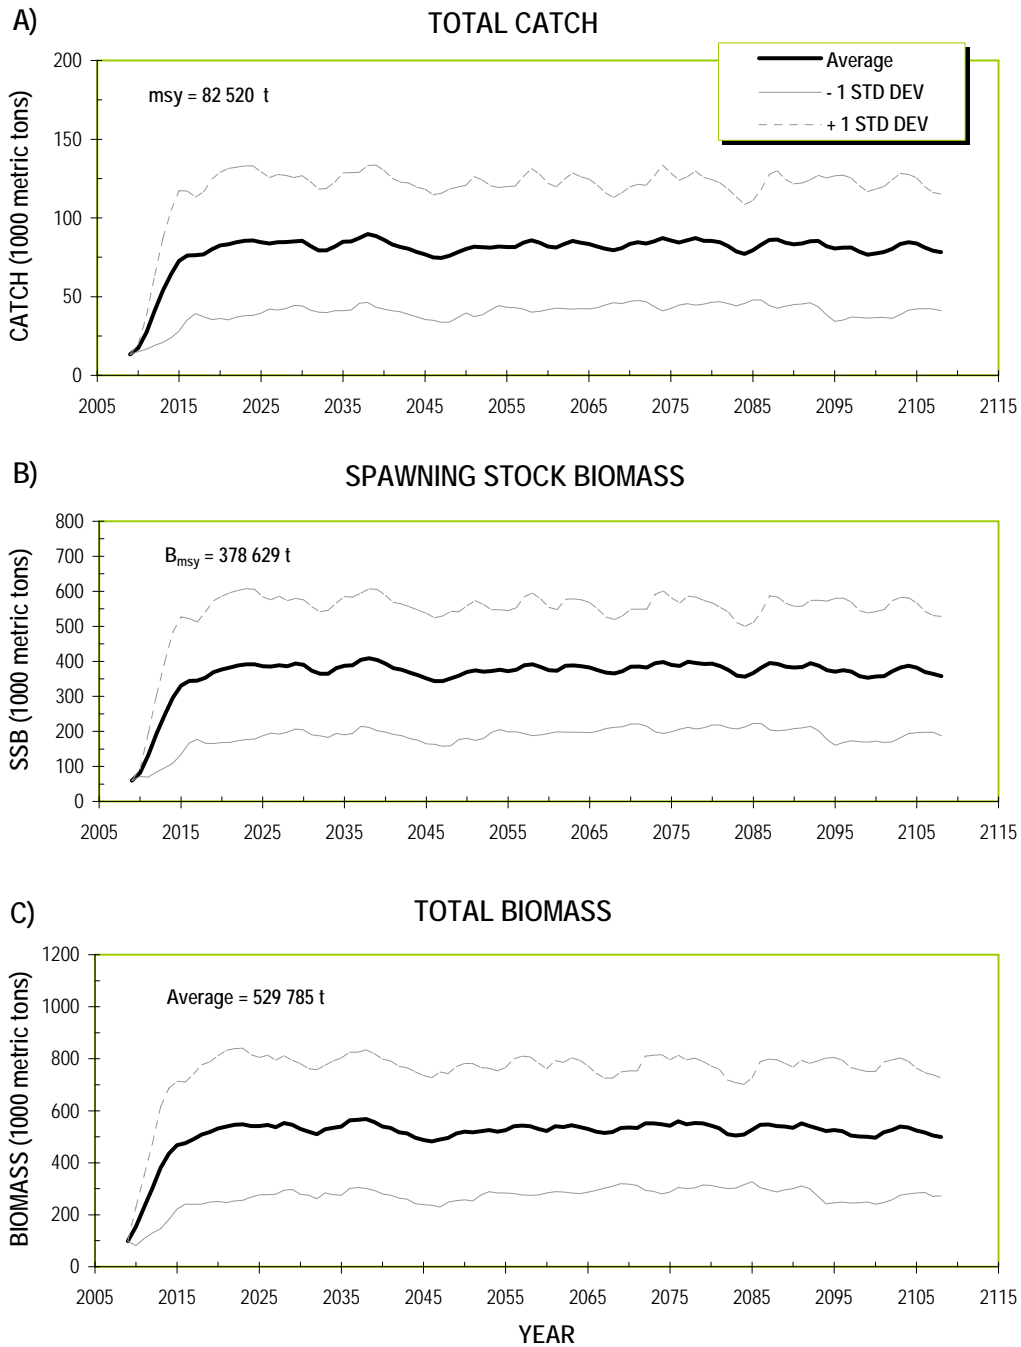 A)
TOTAL CATCH
Average
- 1 STD DEV
+ 1 STD DEV
msy = 82 520 t
CATCH (1000 metric tons)
200
150
100
50
0
2005 2015 2025 2035 2045 2055 2065 2075 2085 2095 2105 2115
B)
SPAWNING STOCK BIOMASS
Bmsy = 378 629 t
SSB (1000 metric tons)
800
700
600
500
400
300
200
100
0
2005 2015 2025 2035 2045 2055 2065 2075 2085 2095 2105 2115
C)
TOTAL BIOMASS
Average = 529 785 t
BIOMASS (1000 metric tons)
1200
1000
800
600
400
200
0
2005 2015 2025 2035 2045 2055 2065 2075 2085 2095 2105 2115
YEAR